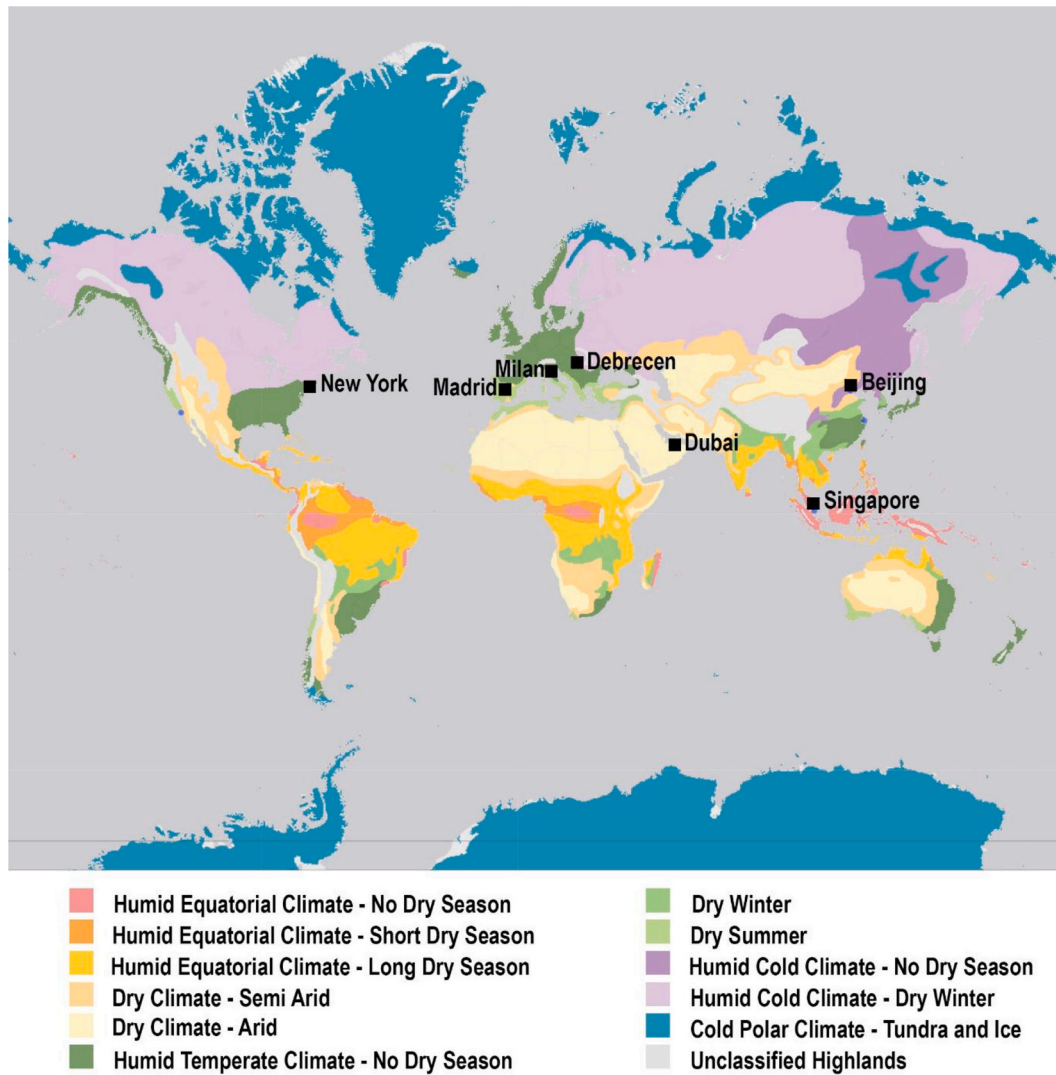 Debrecen
Milan
Madrid
New York
Beijing
Dubai
Singapore
Humid Equatorial Climate - No Dry Season
Humid Equatorial Climate - Short Dry Season
Humid Equatorial Climate - Long Dry Season
Dry Climate - Semi Arid
Dry Climate - Arid
Humid Temperate Climate - No Dry Season
Dry Winter
Dry Summer
Humid Cold Climate - No Dry Season
Humid Cold Climate - Dry Winter
Cold Polar Climate - Tundra and Ice
Unclassified Highlands